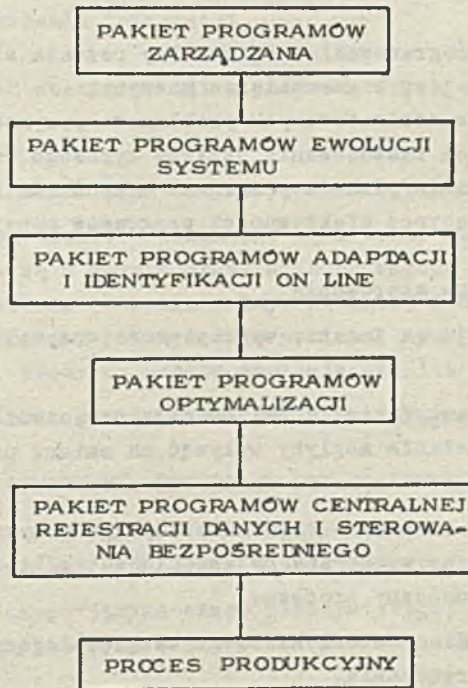 PAKIET PROGRAMÓW
ZARZĄDZANIA
PAKIET PROGRAMÓW EWOLUCJI
SYSTEMU
PAKIET PROGRAMÓW ADAPTACJI
I IDENTYFIKACJI ON LINE
PAKIET PROGRAMÓW
OPTYMALIZACJI
PAKIET PROGRAMÓW CENTRALNEJ
REJESTRACJI DANYCH I STEROWA-
NIA BEZPOŚREDNIEGO
PROCES PRODUKCYJNY